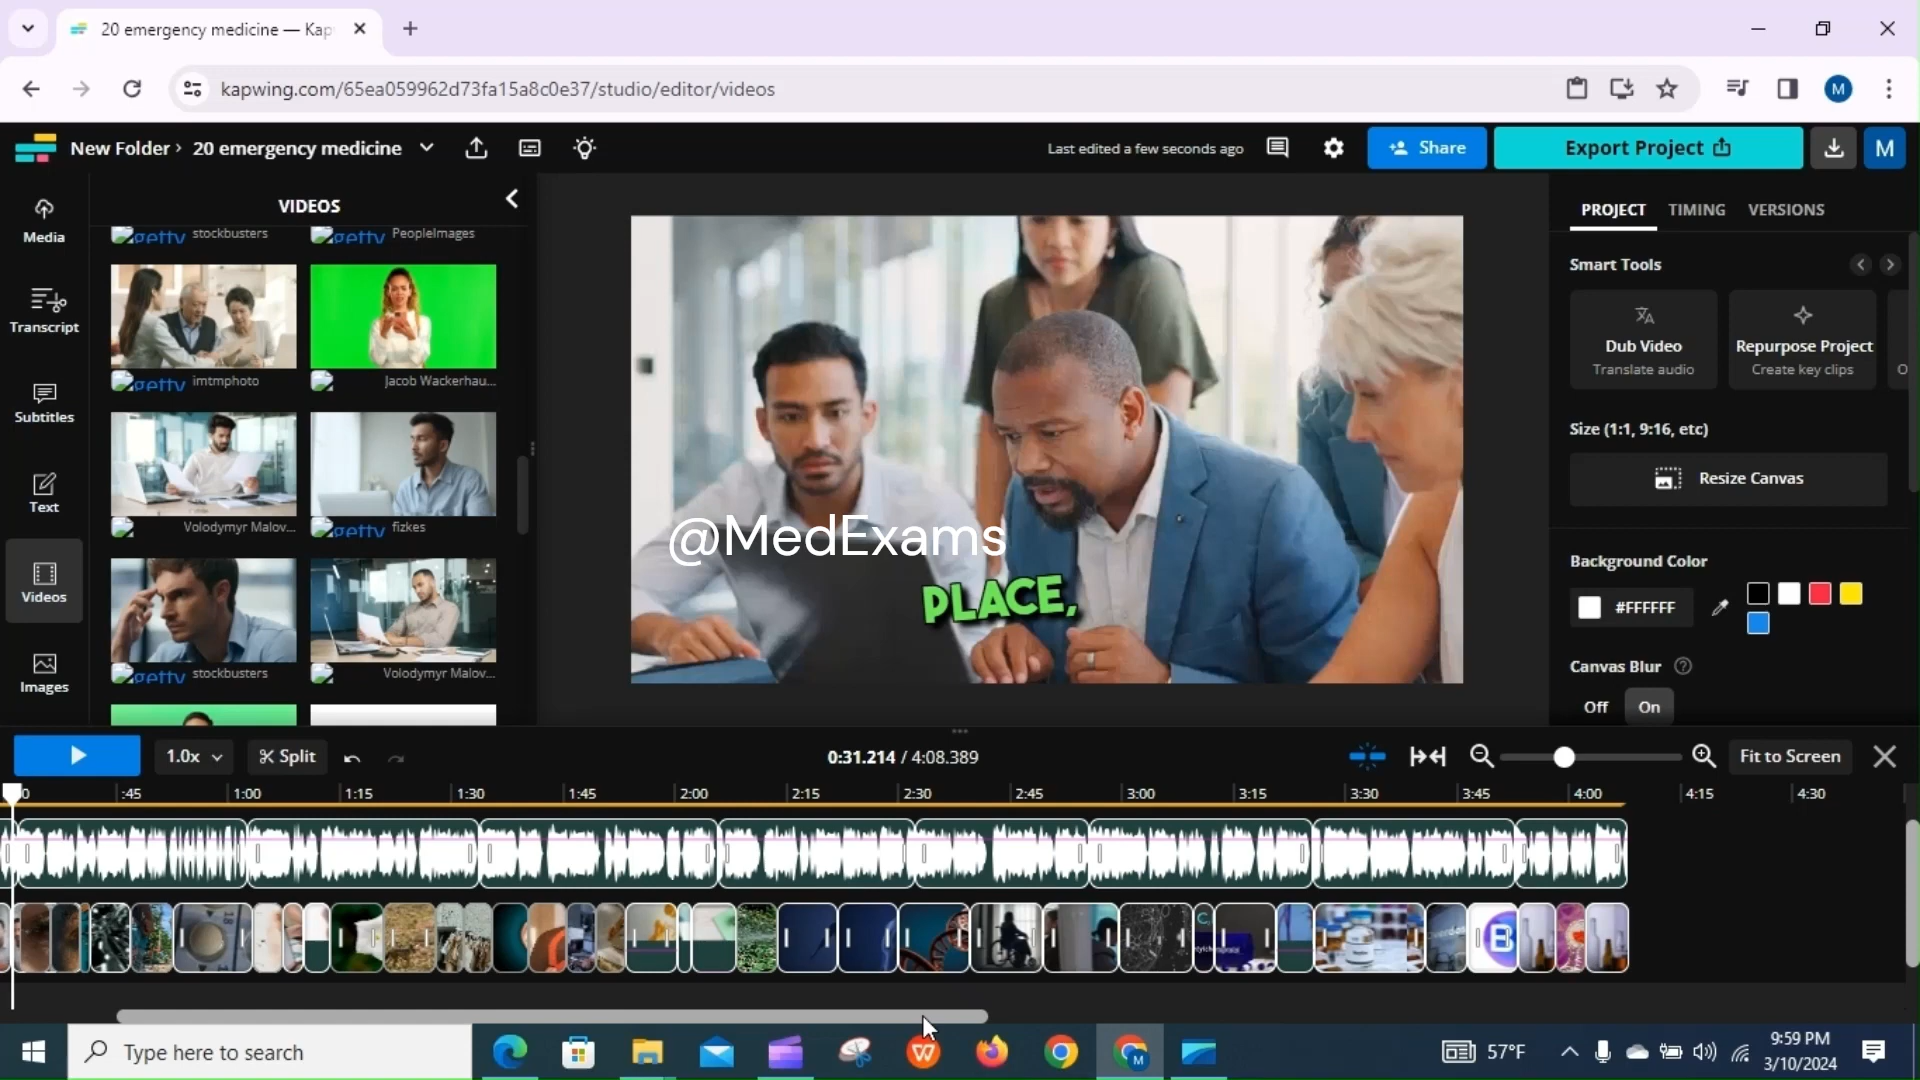 20 emergency medicine — Kap
kapwing.com/65ea059962d73fa15a8c0e37/studio/editor/videos
M
New Folder › 20 emergency medicine
Last edited a few seconds ago
Share
Export Project
M
Media
Transcript
Subtitles
Text
Videos
Images
VIDEOS
getty stockbusters
getty PeopleImages
getty imtmphoto
Jacob Wackerhau...
Volodymyr Malov...
getty fizkes
getty stockbusters
Volodymyr Malov...
@MedExams
PLACE,
PROJECT
TIMING
VERSIONS
Smart Tools
Dub Video
Translate audio
Repurpose Project
Create key clips
Size (1:1, 9:16, etc)
Resize Canvas
Background Color
#FFFFFF
Canvas Blur
Off
On
1.0x
Split
0:31.214 / 4:08.389
Fit to Screen
:45 1:00 1:15 1:30 1:45 2:00 2:15 2:30 2:45 3:00 3:15 3:30 3:45 4:00 4:15 4:30
B
Type here to search
57°F
9:59 PM
3/10/2024